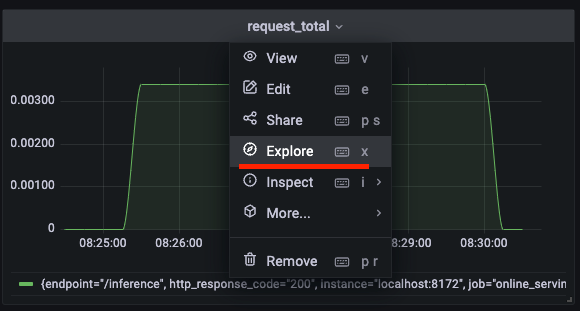 request_total
View v
Edit e
Share p s
Explore x
Inspect i
More...
Remove p r
0.00300
0.00200
0.00100
0
08:25:00 08:26:00 08:29:00 08:30:00
{endpoint="/inference", http_response_code="200", instance="localhost:8172", job="online_servin